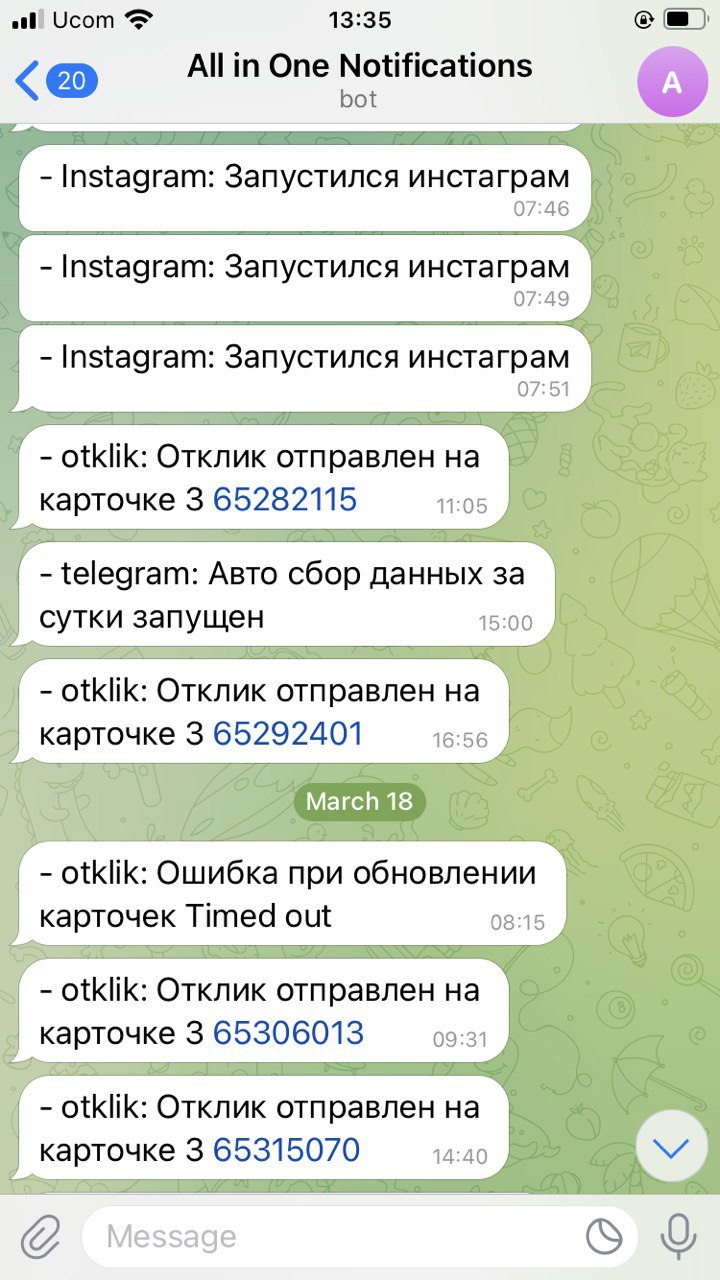 Ucom 13:35
20 All in One Notifications A
bot
- Instagram: Запустился инстаграм
07:46
- Instagram: Запустился инстаграм
07:49
- Instagram: Запустился инстаграм
07:51
- otklik: Отклик отправлен на
карточке 3 65282115 11:05
- telegram: Авто сбор данных за
сутки запущен 15:00
- otklik: Отклик отправлен на
карточке 3 65292401 16:56
March 18
- otklik: Ошибка при обновлении
карточек Timed out 08:15
- otklik: Отклик отправлен на
карточке 3 65306013 09:31
- otklik: Отклик отправлен на
карточке 3 65315070 14:40
Message